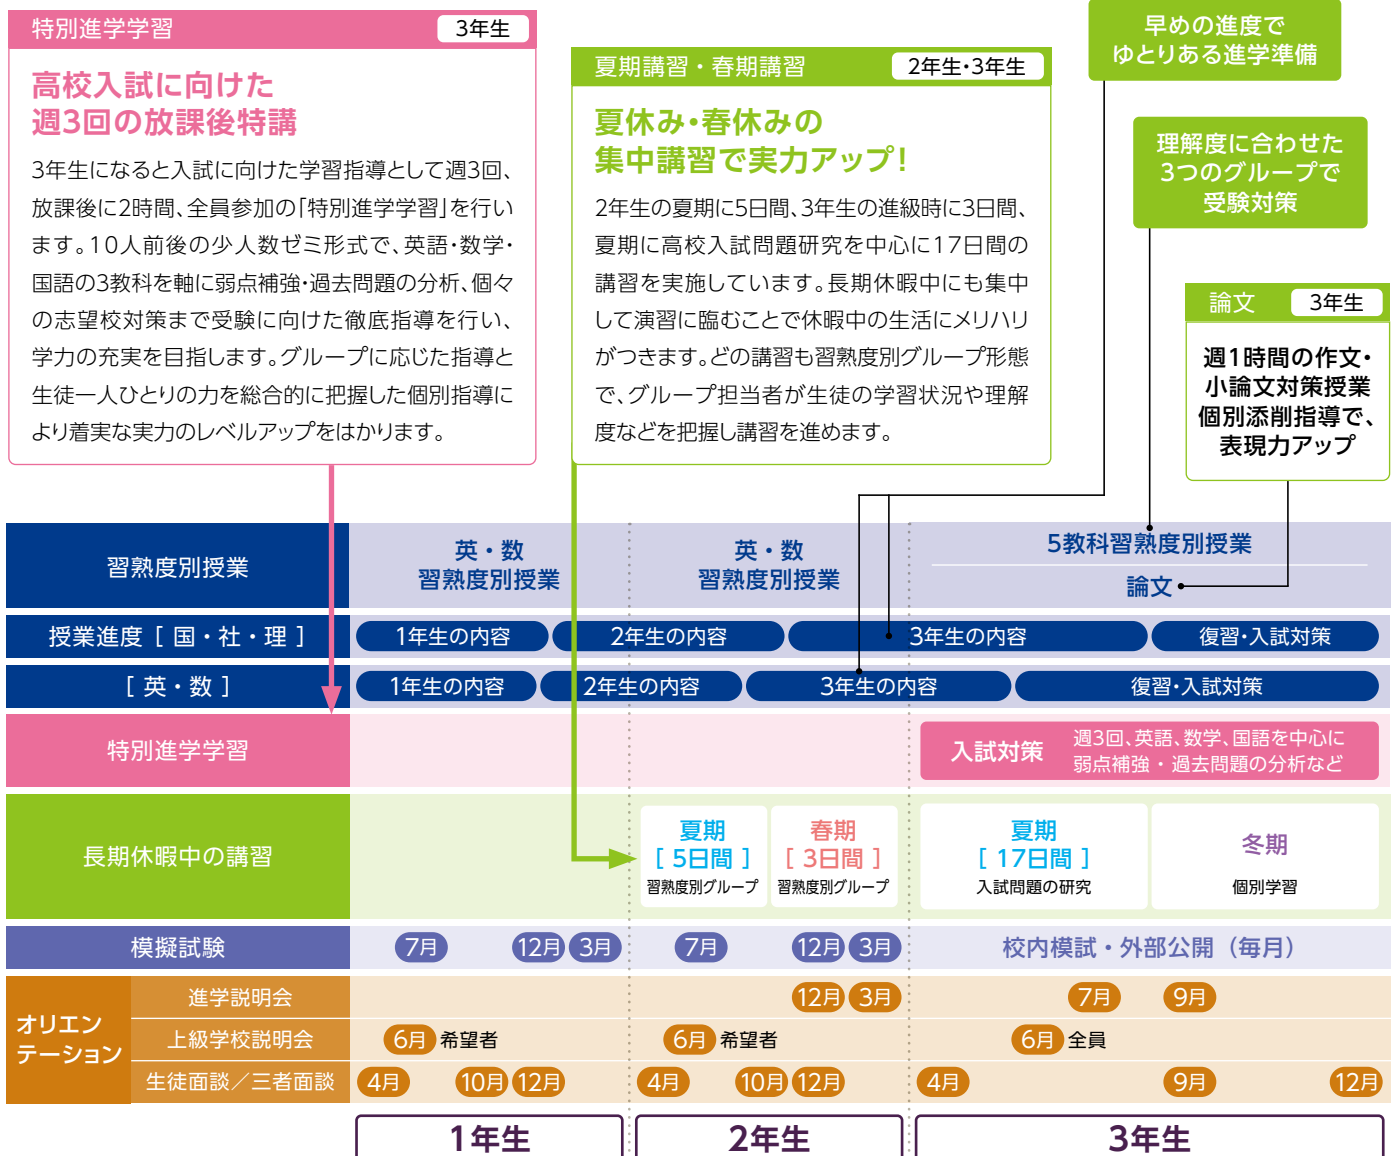 特別進学学習 3年生
高校入試に向けた
週3回の放課後特講
3年生になると入試に向けた学習指導として週3回、
放課後に2時間、全員参加の「特別進学学習」を行い
ます。10人前後の少人数ゼミ形式で、英語・数学・
国語の3教科を軸に弱点補強・過去問題の分析、個々
の志望校対策まで受験に向けた徹底指導を行い、
学力の充実を目指します。グループに応じた指導と
生徒一人ひとりの力を総合的に把握した個別指導に
より着実な実力のレベルアップをはかります。
夏期講習・春期講習 2年生・3年生
夏休み・春休みの
集中講習で実力アップ！
2年生の夏期に5日間、3年生の進級時に3日間、
夏期に高校入試問題研究を中心に17日間の
講習を実施しています。長期休暇中にも集中
して演習に臨むことで休暇中の生活にメリハリ
がつきます。どの講習も習熟度別グループ形態
で、グループ担当者が生徒の学習状況や理解
度などを把握し講習を進めます。
早めの進度で
ゆとりある進学準備
理解度に合わせた
3つのグループで
受験対策
論文 3年生
週1時間の作文・
小論文対策授業
個別添削指導で、
表現力アップ
習熟度別授業
英・数
習熟度別授業
英・数
習熟度別授業
5教科習熟度別授業
論文
授業進度［ 国・社・理 ］ 1年生の内容 2年生の内容 3年生の内容 復習・入試対策
［ 英・数 ］ 1年生の内容 2年生の内容 3年生の内容 復習・入試対策
特別進学学習
入試対策
週3回、英語、数学、国語を中心に
弱点補強・過去問題の分析など
長期休暇中の講習
夏期
［ 5日間 ］
習熟度別グループ
春期
［ 3日間 ］
習熟度別グループ
夏期
［ 17日間 ］
入試問題の研究
冬期
個別学習
模擬試験 7月 12月 3月 7月 12月 3月 校内模試・外部公開（毎月）
オリエン
テーション
進学説明会 12月 3月 7月 9月
上級学校説明会 6月 希望者 6月 希望者 6月 全員
生徒面談／三者面談 4月 10月 12月 4月 10月 12月 4月 9月 12月
1年生 2年生 3年生